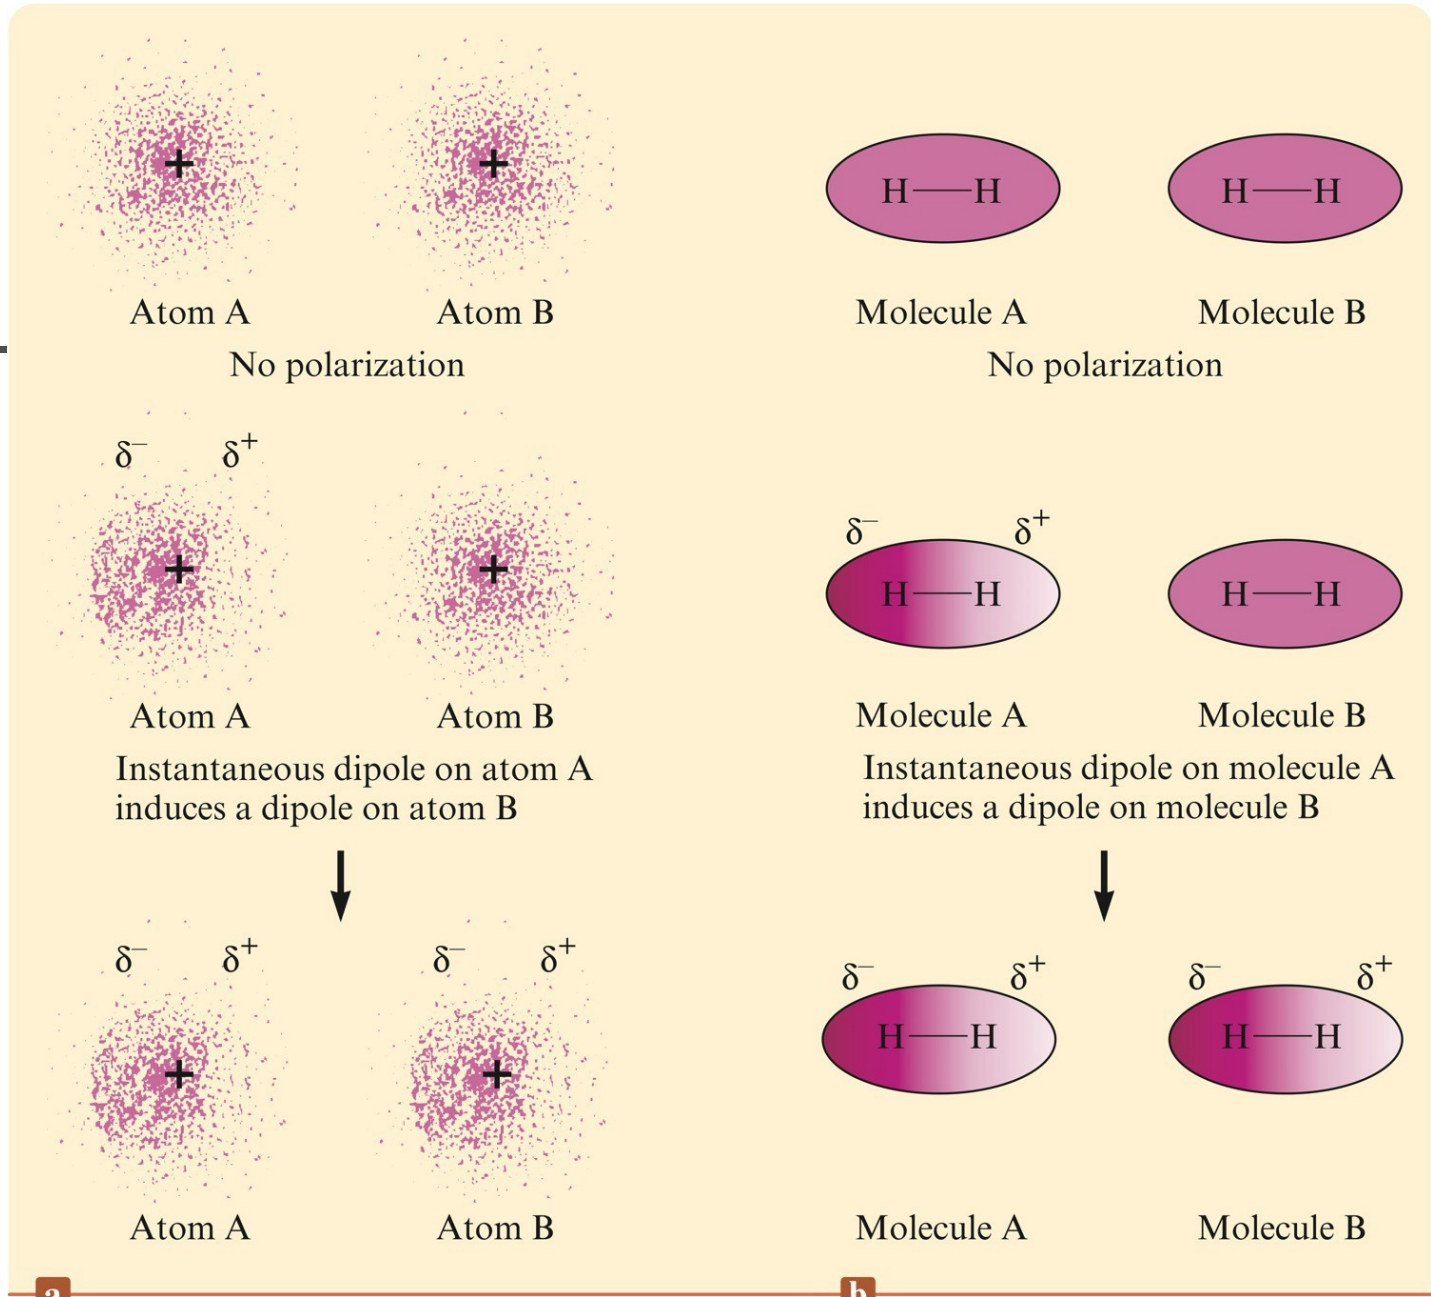 + +
Atom A Atom B
No polarization
δ⁻ δ⁺
+ +
Atom A Atom B
Instantaneous dipole on atom A
induces a dipole on atom B
δ⁻ δ⁺ δ⁻ δ⁺
+ +
Atom A Atom B
a
H—H H—H
Molecule A Molecule B
No polarization
δ⁻ δ⁺
H—H H—H
Molecule A Molecule B
Instantaneous dipole on molecule A
induces a dipole on molecule B
δ⁻ δ⁺ δ⁻ δ⁺
H—H H—H
Molecule A Molecule B
b